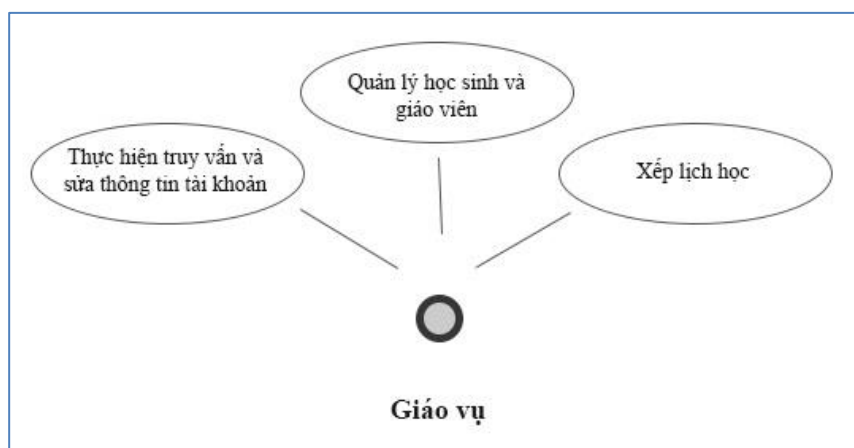 Quản lý học sinh và
giáo viên
Thực hiện truy vấn và
sửa thông tin tài khoản
Xếp lịch học
Giáo vụ